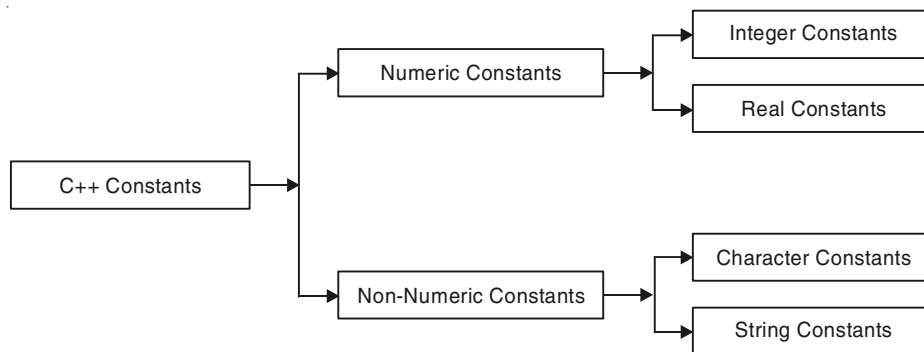 Integer Constants
Numeric Constants
Real Constants
C++ Constants
Character Constants
Non-Numeric Constants
String Constants